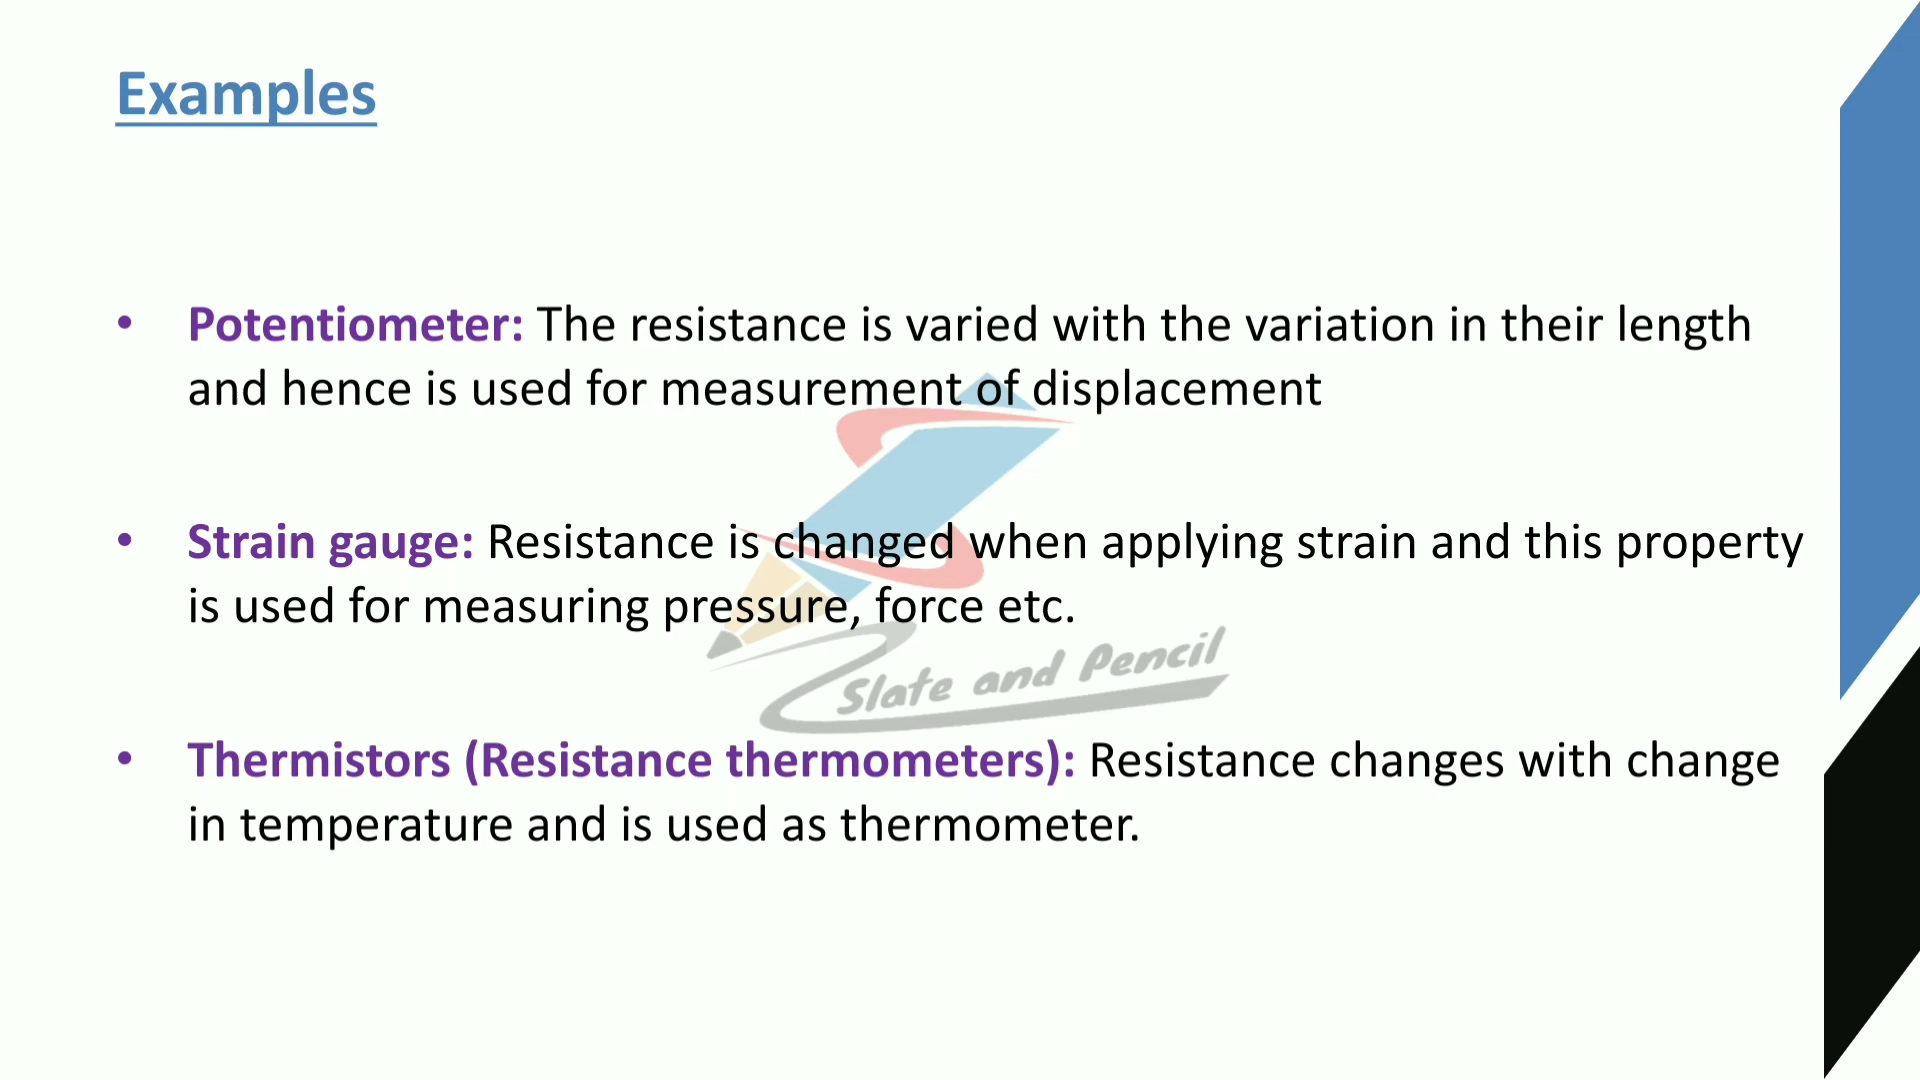 Examples
• Potentiometer: The resistance is varied with the variation in their length
and hence is used for measurement of displacement
• Strain gauge: Resistance is changed when applying strain and this property
is used for measuring pressure, force etc.
Slate and Pencil
• Thermistors (Resistance thermometers): Resistance changes with change
in temperature and is used as thermometer.